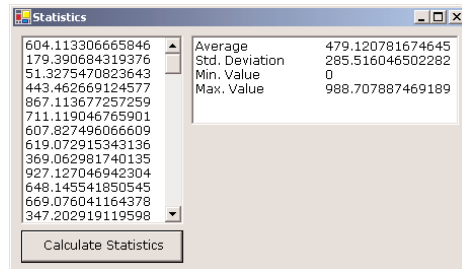 Statistics
604.113306665846
179.390684319376
51.3275470823643
443.462669124577
867.113677257259
711.119046765901
607.827496066609
619.072915343136
369.062981740135
927.127046942304
648.145541850545
669.076041164378
347.202919119598
Average 479.120781674645
Std. Deviation 285.516046502282
Min. Value 0
Max. Value 988.707887469189
Calculate Statistics